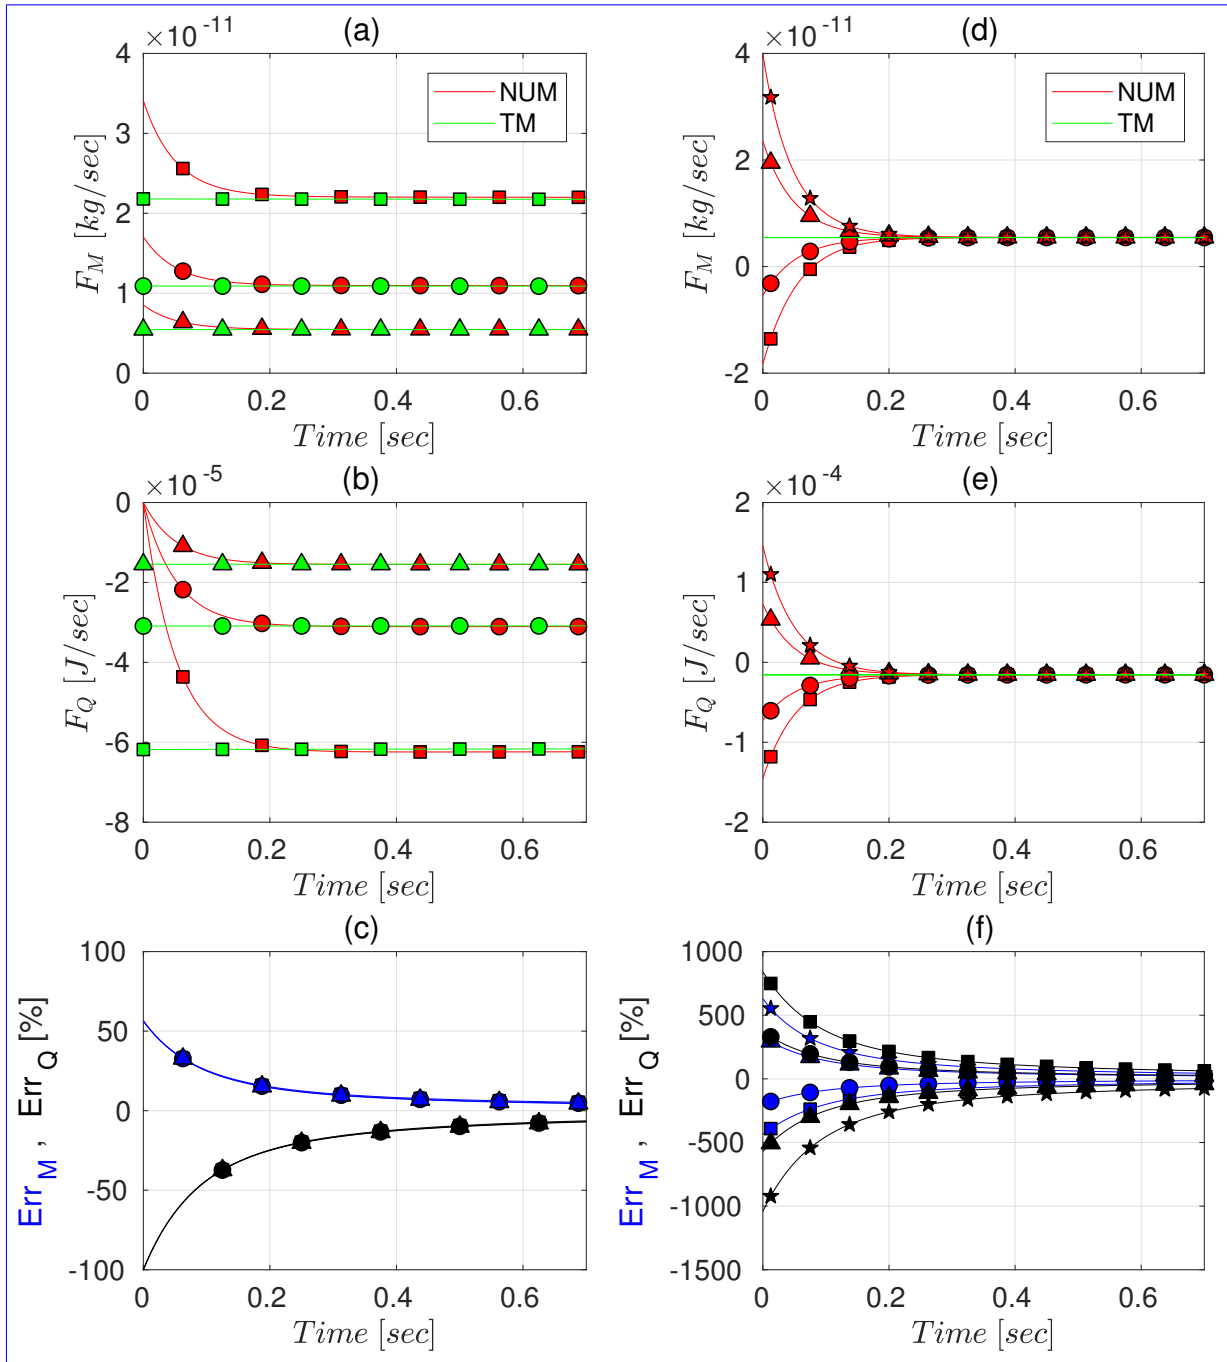 (a)
×10^-11
4
3
2
1
0
F_M [kg/sec]
NUM
TM
0 0.2 0.4 0.6
Time [sec]
(d)
×10^-11
4
2
0
-2
F_M [kg/sec]
NUM
TM
0 0.2 0.4 0.6
Time [sec]
(b)
×10^-5
0
-2
-4
-6
-8
F_Q [J/sec]
0 0.2 0.4 0.6
Time [sec]
(e)
×10^-4
2
1
0
-1
-2
F_Q [J/sec]
0 0.2 0.4 0.6
Time [sec]
(c)
100
50
0
-50
-100
Err_M , Err_Q [%]
0 0.2 0.4 0.6
Time [sec]
(f)
1000
500
0
-500
-1000
-1500
Err_M , Err_Q [%]
0 0.2 0.4 0.6
Time [sec]